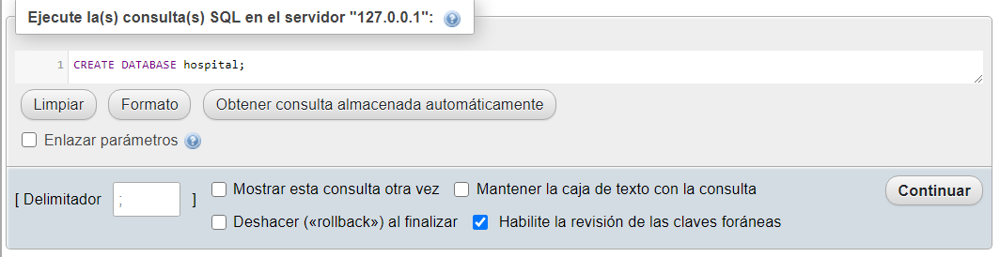 Ejecute la(s) consulta(s) SQL en el servidor "127.0.0.1":
1 CREATE DATABASE hospital;
Limpiar Formato Obtener consulta almacenada automáticamente
Enlazar parámetros
[ Delimitador ; ] Mostrar esta consulta otra vez Mantener la caja de texto con la consulta Continuar
Deshacer («rollback») al finalizar Habilite la revisión de las claves foráneas